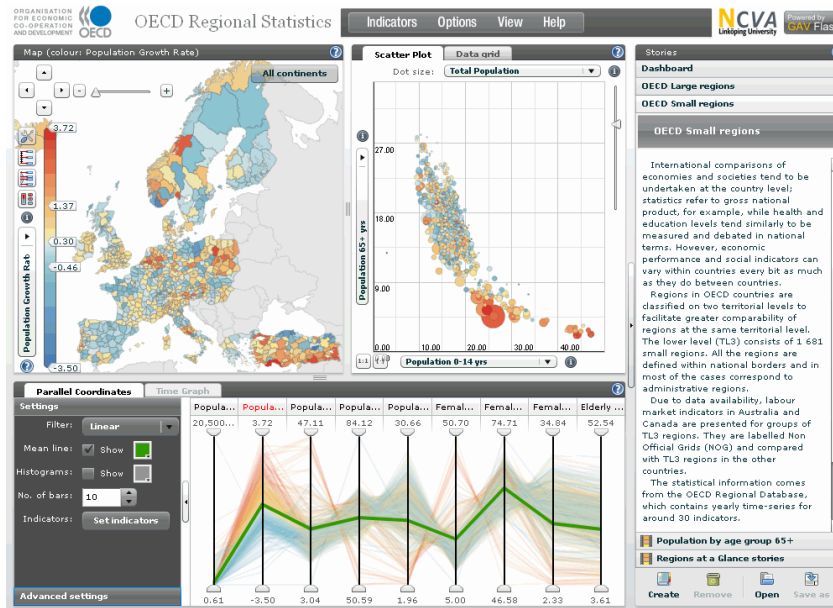 ORGANISATION
FOR ECONOMIC
CO-OPERATION
AND DEVELOPMENT
OECD
OECD Regional Statistics
Indicators Options View Help
NCVA
Linköping University
Powered by
GAV Flas
Map (colour: Population Growth Rate)
All continents
3.72
1.37
0.30
-0.46
-3.50
Population Growth Rat
Scatter Plot Data grid
Dot size: Total Population
27.00
18.00
9.00
0.00
10.00 20.00 30.00 40.00
Population 65+ yrs
1:1
Population 0-14 yrs
Stories
Dashboard
OECD Large regions
OECD Small regions
OECD Small regions
International comparisons of
economies and societies tend to be
undertaken at the country level;
statistics refer to gross national
product, for example, while health and
education levels tend similarly to be
measured and debated in national
terms. However, economic
performance and social indicators can
vary within countries every bit as much
as they do between countries.
Regions in OECD countries are
classified on two territorial levels to
facilitate greater comparability of
regions at the same territorial level.
The lower level (TL3) consists of 1 681
small regions. All the regions are
defined within national borders and in
most of the cases correspond to
administrative regions.
Due to data availability, labour
market indicators in Australia and
Canada are presented for groups of
TL3 regions. They are labelled Non
Official Grids (NOG) and compared
with TL3 regions in the other
countries.
The statistical information comes
from the OECD Regional Database,
which contains yearly time-series for
around 30 indicators.
Population by age group 65+
Regions at a Glance stories
Create Remove Open Save as
Parallel Coordinates Time Graph
Settings
Filter: Linear
Mean line: Show
Histograms: Show
No. of bars: 10
Indicators: Set indicators
Advanced settings
Popula... Popula... Popula... Popula... Popula... Femal... Femal... Femal... Elderly ...
20,500... 3.72 47.11 84.12 30.66 50.70 74.71 34.84 52.54
0.61 -3.50 3.04 50.59 1.96 5.00 46.58 2.33 3.61